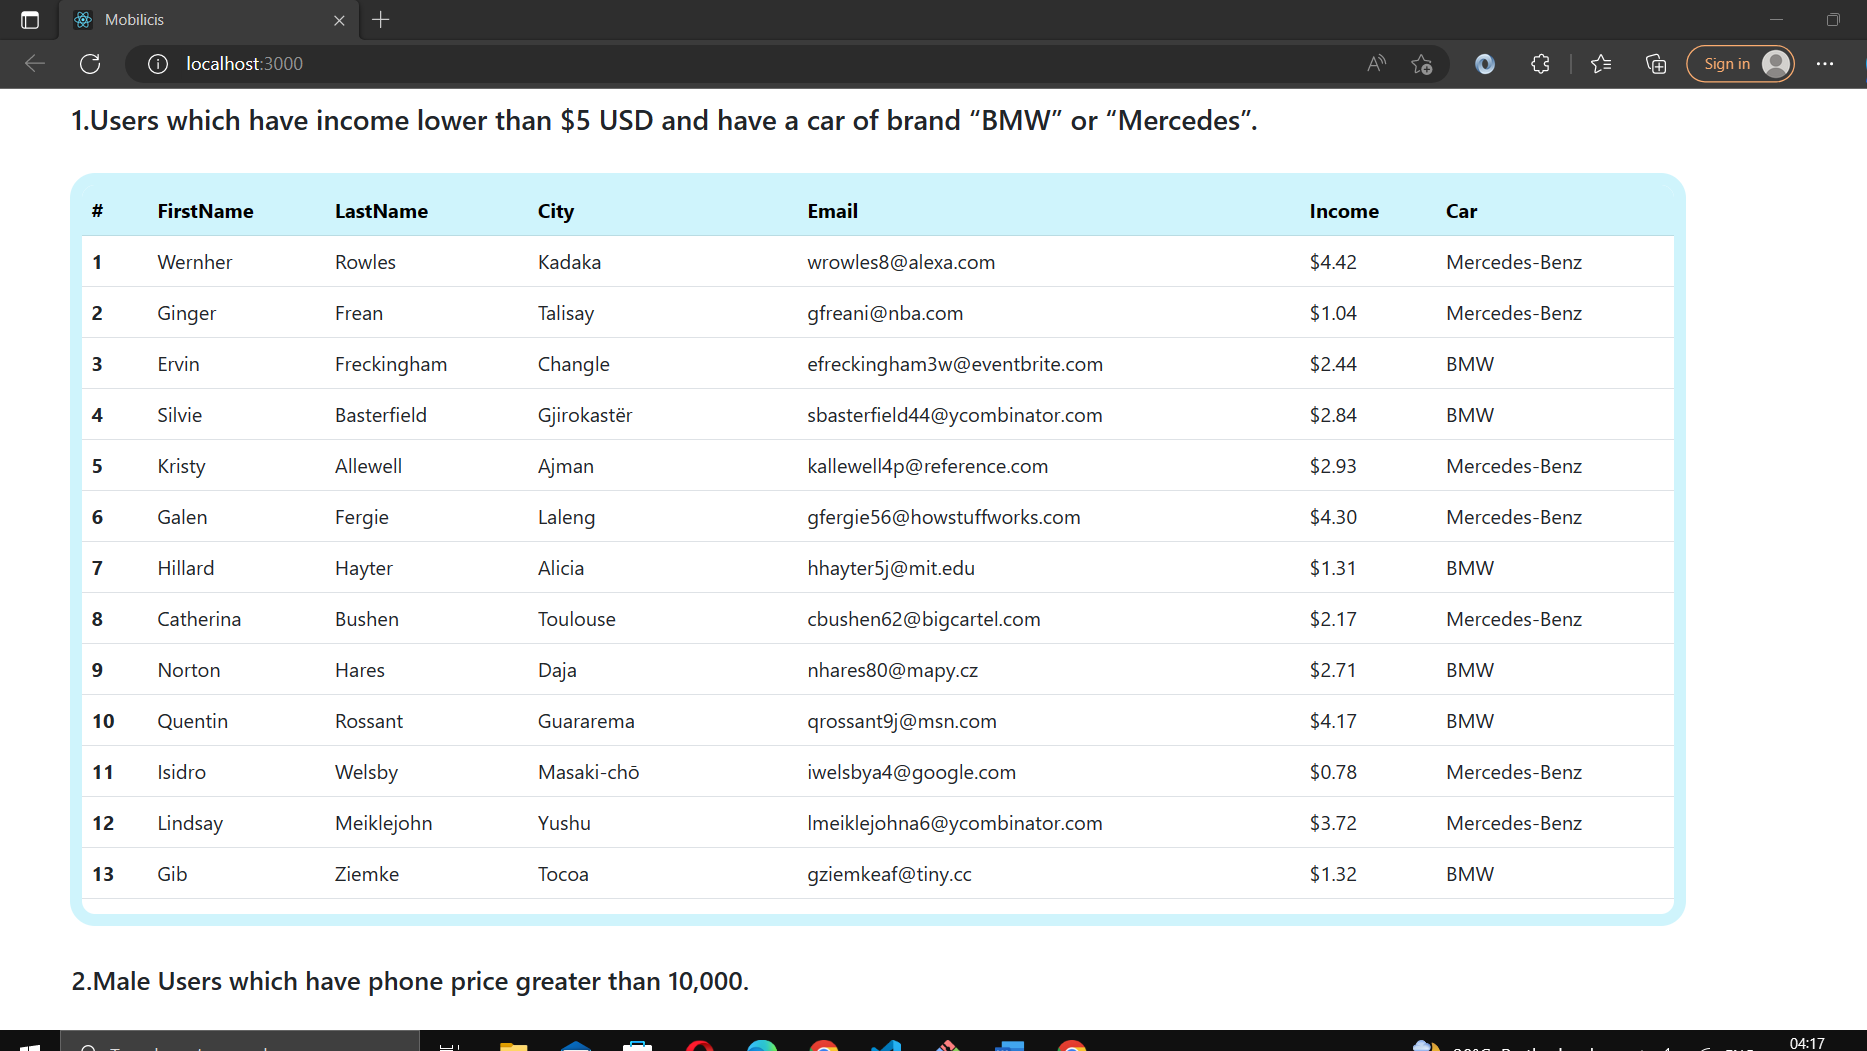 Mobilicis
localhost:3000
Sign in
1.Users which have income lower than $5 USD and have a car of brand “BMW” or “Mercedes”.
# FirstName LastName City Email Income Car
1 Wernher Rowles Kadaka wrowles8@alexa.com $4.42 Mercedes-Benz
2 Ginger Frean Talisay gfreani@nba.com $1.04 Mercedes-Benz
3 Ervin Freckingham Changle efreckingham3w@eventbrite.com $2.44 BMW
4 Silvie Basterfield Gjirokastër sbasterfield44@ycombinator.com $2.84 BMW
5 Kristy Allewell Ajman kallewell4p@reference.com $2.93 Mercedes-Benz
6 Galen Fergie Laleng gfergie56@howstuffworks.com $4.30 Mercedes-Benz
7 Hillard Hayter Alicia hhayter5j@mit.edu $1.31 BMW
8 Catherina Bushen Toulouse cbushen62@bigcartel.com $2.17 Mercedes-Benz
9 Norton Hares Daja nhares80@mapy.cz $2.71 BMW
10 Quentin Rossant Guararema qrossant9j@msn.com $4.17 BMW
11 Isidro Welsby Masaki-chō iwelsbya4@google.com $0.78 Mercedes-Benz
12 Lindsay Meiklejohn Yushu lmeiklejohna6@ycombinator.com $3.72 Mercedes-Benz
13 Gib Ziemke Tocoa gziemkeaf@tiny.cc $1.32 BMW
2.Male Users which have phone price greater than 10,000.
04:17